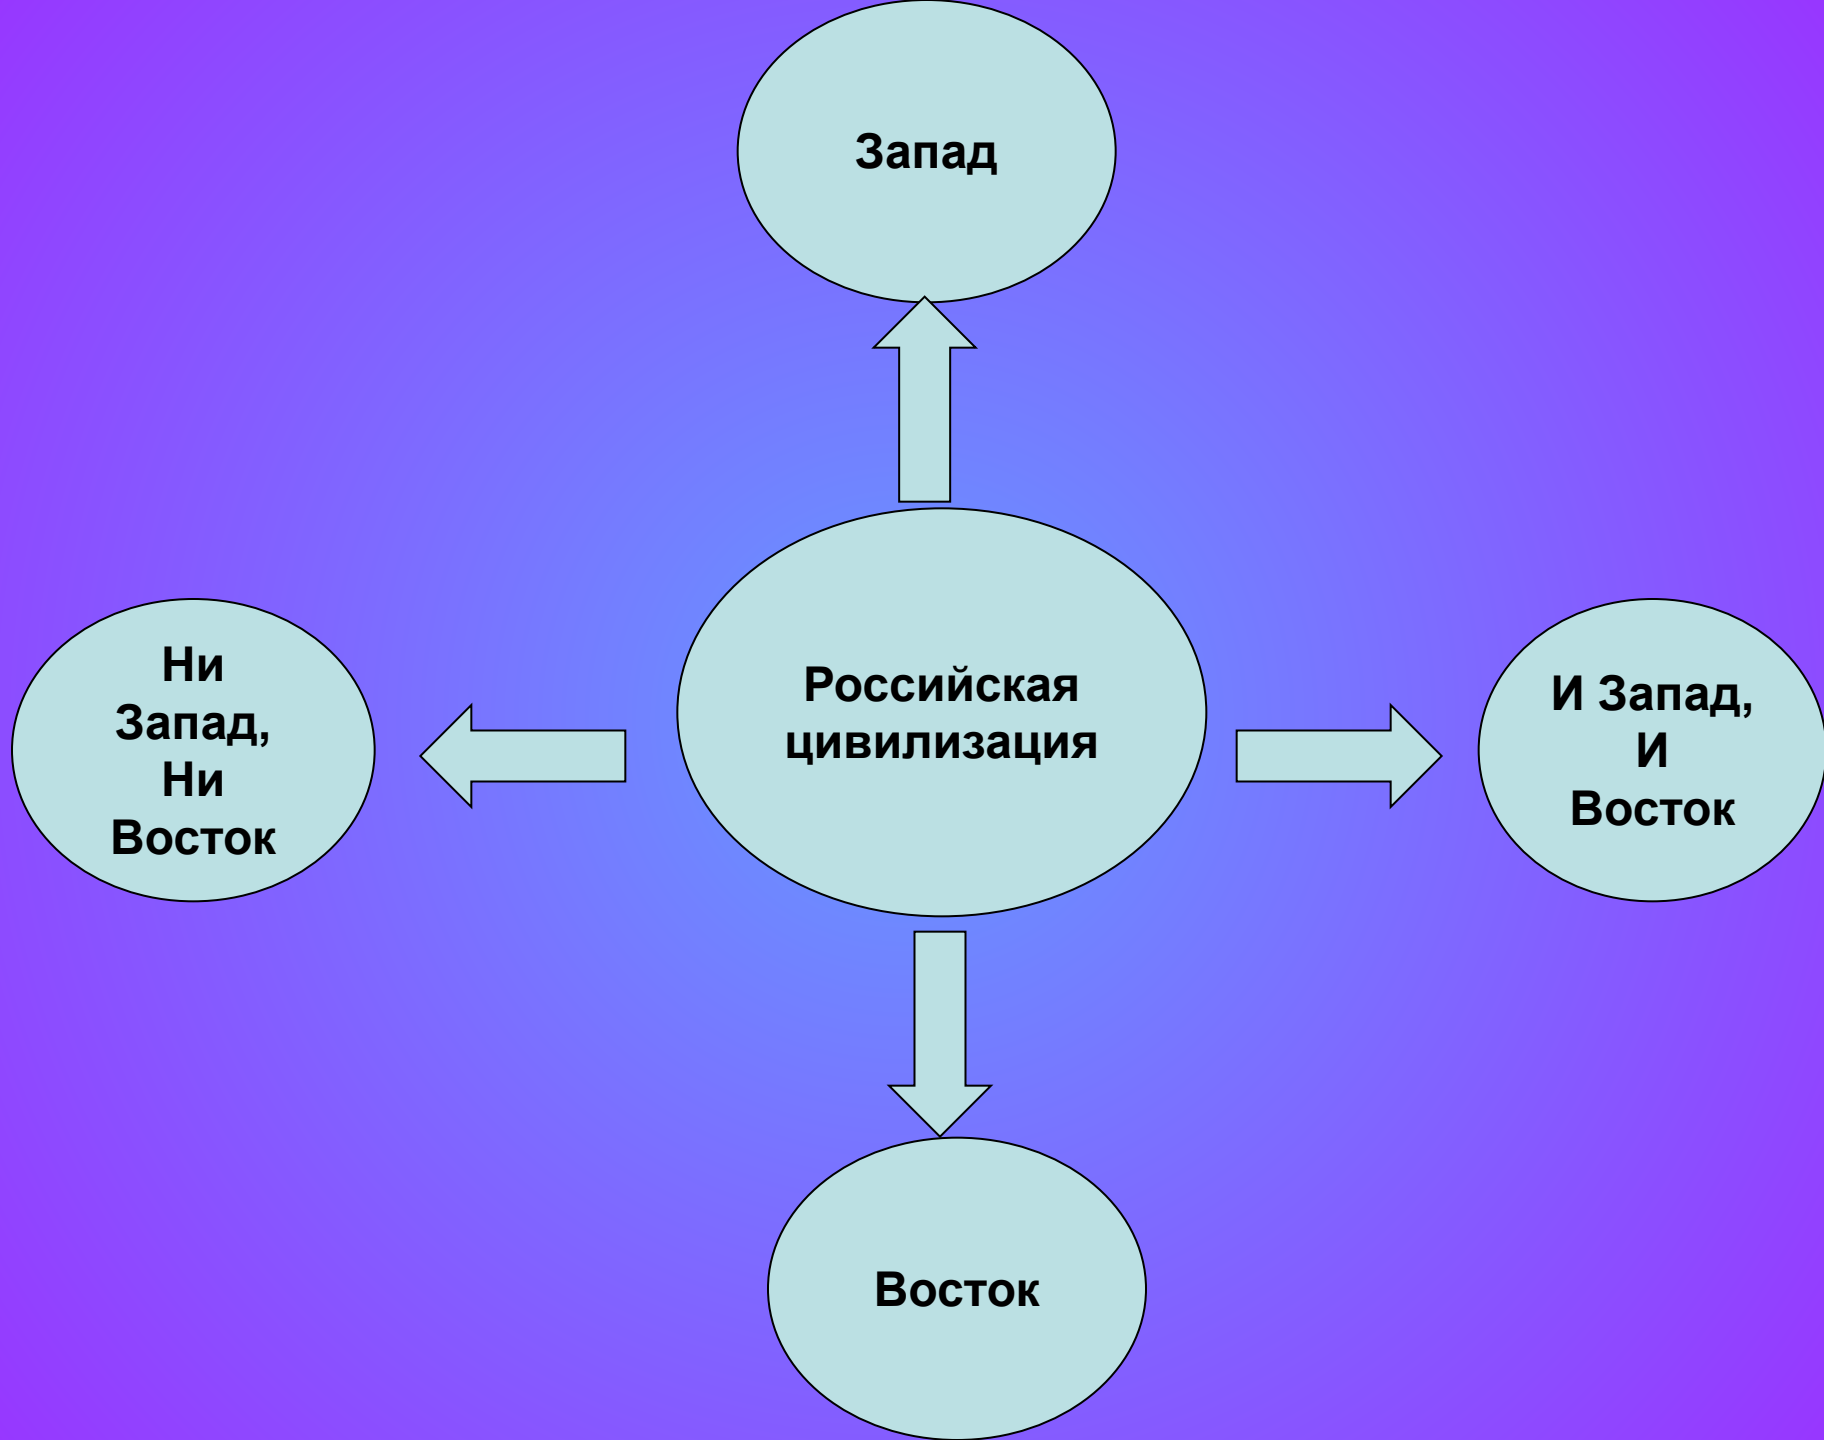 Запад
Ни
Запад,
Ни
Восток
Российская
цивилизация
И Запад,
И
Восток
Восток